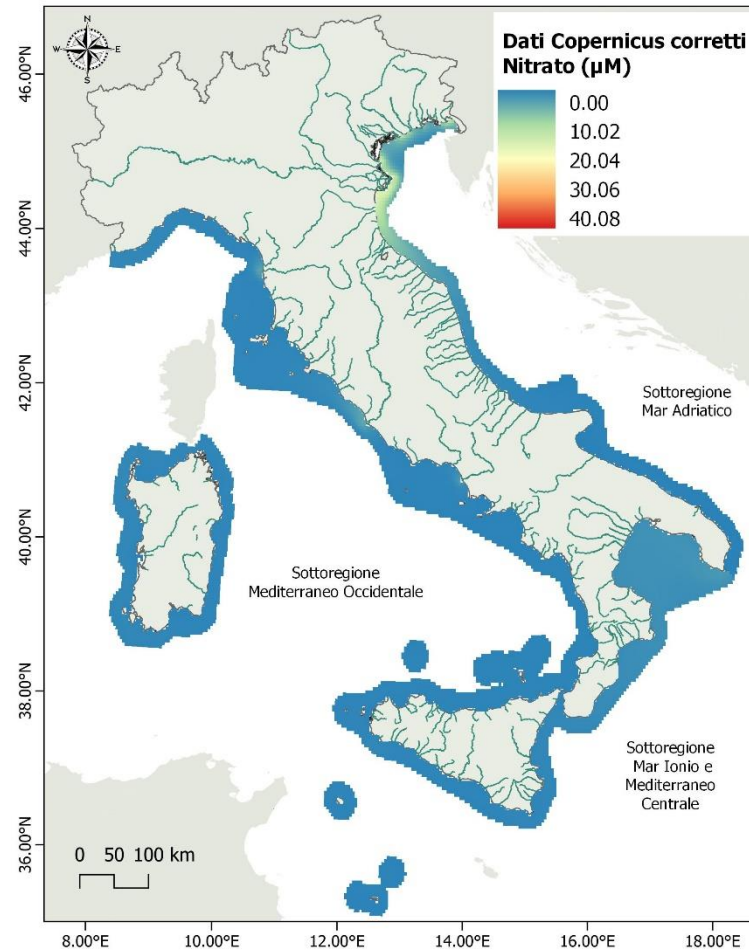 N
W
E
S
Dati Copernicus corretti
Nitrato (µM)
0.00
10.02
20.04
30.06
40.08
46.00°N
44.00°N
42.00°N
40.00°N
38.00°N
36.00°N
Sottoregione
Mar Adriatico
Sottoregione
Mediterraneo Occidentale
Sottoregione
Mar Ionio e
Mediterraneo
Centrale
0 50 100 km
8.00°E 10.00°E 12.00°E 14.00°E 16.00°E 18.00°E